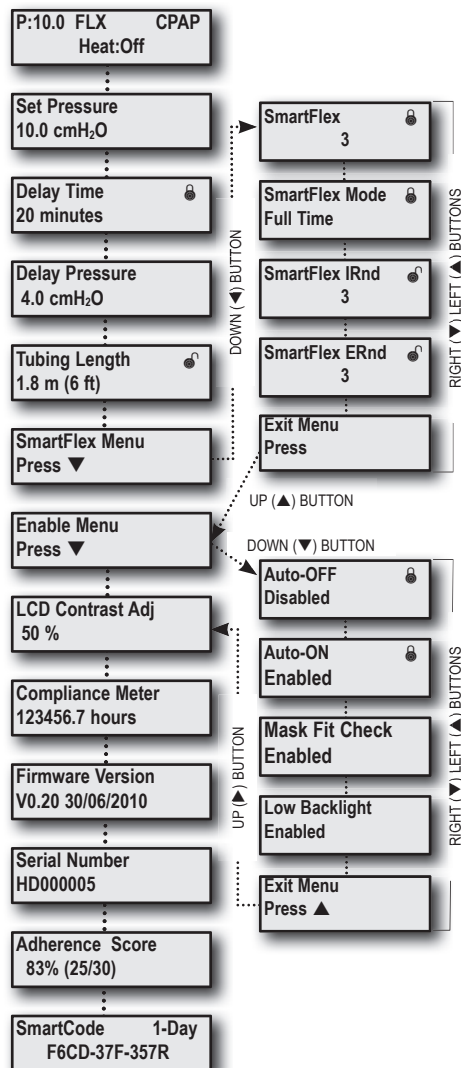 P:10.0 FLX CPAP
Heat:Off
Set Pressure
10.0 cmH₂O
Delay Time
20 minutes
Delay Pressure
4.0 cmH₂O
Tubing Length
1.8 m (6 ft)
SmartFlex Menu
Press ▼
DOWN (▼) BUTTON
SmartFlex
3
SmartFlex Mode
Full Time
SmartFlex IRnd
3
SmartFlex ERnd
3
Exit Menu
Press
RIGHT (▼) LEFT (▲) BUTTONS
UP (▲) BUTTON
Enable Menu
Press ▼
DOWN (▼) BUTTON
LCD Contrast Adj
50 %
Compliance Meter
123456.7 hours
Firmware Version
V0.20 30/06/2010
Serial Number
HD000005
Adherence Score
83% (25/30)
SmartCode 1-Day
F6CD-37F-357R
UP (▲) BUTTON
Auto-OFF
Disabled
Auto-ON
Enabled
Mask Fit Check
Enabled
Low Backlight
Enabled
Exit Menu
Press ▲
RIGHT (▼) LEFT (▲) BUTTONS